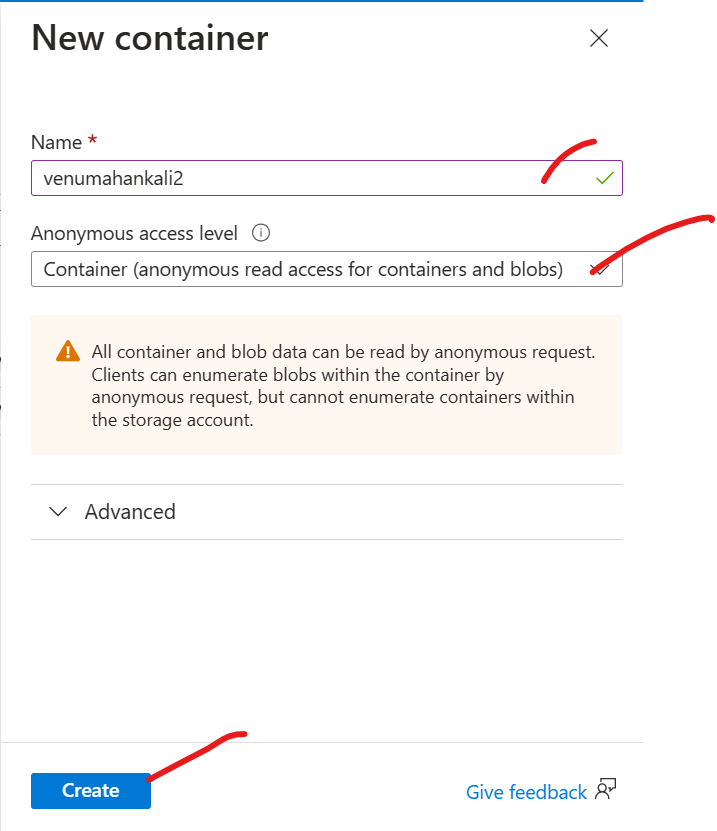 New container
Name *
venumahankali2
Anonymous access level
Container (anonymous read access for containers and blobs)
All container and blob data can be read by anonymous request.
Clients can enumerate blobs within the container by
anonymous request, but cannot enumerate containers within
the storage account.
Advanced
Create
Give feedback